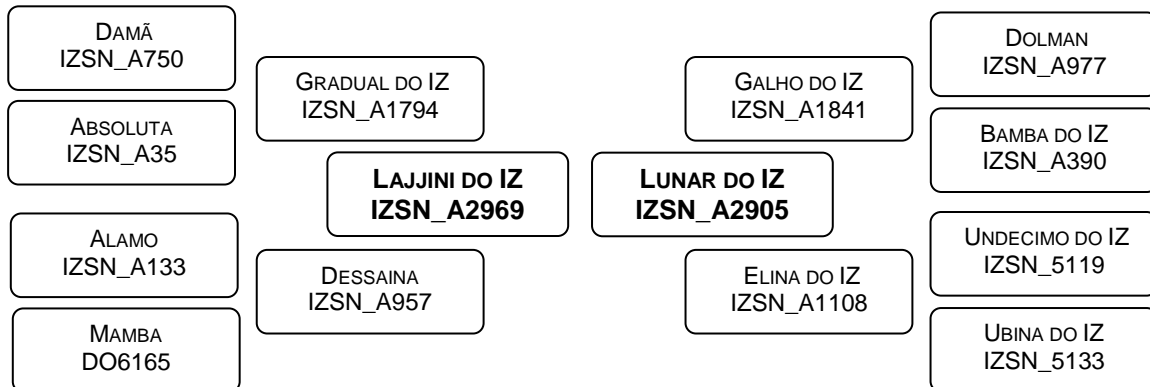 DAMÃ
IZSN_A750
ABSOLUTA
IZSN_A35
ALAMO
IZSN_A133
MAMBA
DO6165
GRADUAL DO IZ
IZSN_A1794
DESSAINA
IZSN_A957
LAJJINI DO IZ
IZSN_A2969
LUNAR DO IZ
IZSN_A2905
GALHO DO IZ
IZSN_A1841
ELINA DO IZ
IZSN_A1108
DOLMAN
IZSN_A977
BAMBA DO IZ
IZSN_A390
UNDECIMO DO IZ
IZSN_5119
UBINA DO IZ
IZSN_5133